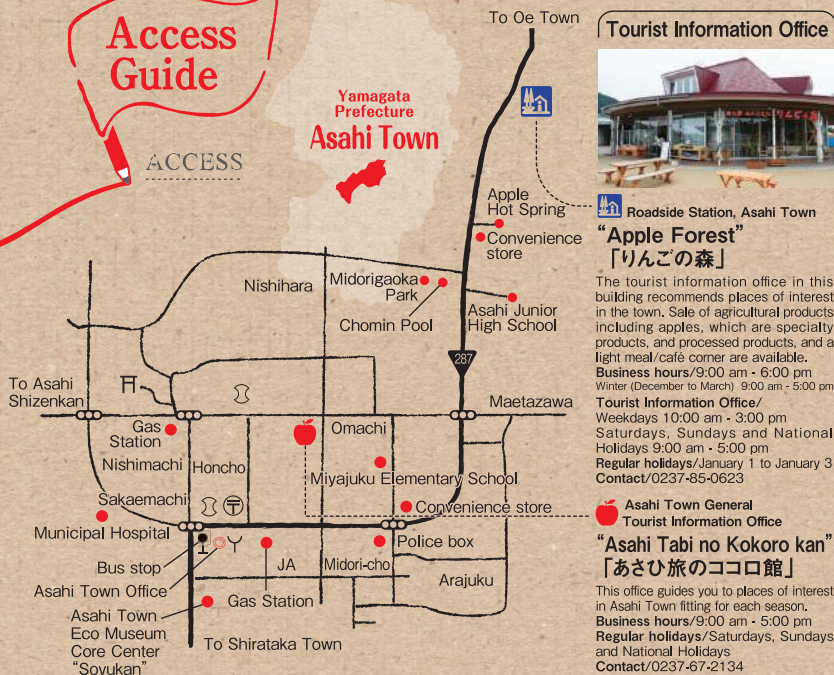 Access
Guide
ACCESS
Yamagata
Prefecture
Asahi Town
To Oe Town
Apple
Hot Spring
Convenience
store
Nishihara
Midorigaoka
Park
Chomin Pool
Asahi Junior
High School
287
To Asahi
Shizenkan
Maetazawa
Gas
Station
Omachi
Nishimachi
Honcho
Miyajuku Elementary School
Sakaemachi
Convenience store
Municipal Hospital
Police box
Bus stop
JA
Midori-cho
Asahi Town Office
Arajuku
Gas Station
Asahi Town
Eco Museum
Core Center
"Soyukan"
To Shirataka Town
Tourist Information Office
Roadside Station, Asahi Town
“Apple Forest”
「りんごの森」
The tourist information office in this
building recommends places of interest
in the town. Sale of agricultural products
including apples, which are specialty
products, and processed products, and a
light meal/café corner are available.
Business hours/9:00 am - 6:00 pm
Winter (December to March) 9:00 am - 5:00 pm
Tourist Information Office/
Weekdays 10:00 am - 3:00 pm
Saturdays, Sundays and National
Holidays 9:00 am - 5:00 pm
Regular holidays/January 1 to January 3
Contact/0237-85-0623
Asahi Town General
Tourist Information Office
“Asahi Tabi no Kokoro kan”
「あさひ旅のココロ館」
This office guides you to places of interest
in Asahi Town fitting for each season.
Business hours/9:00 am - 5:00 pm
Regular holidays/Saturdays, Sundays
and National Holidays
Contact/0237-67-2134